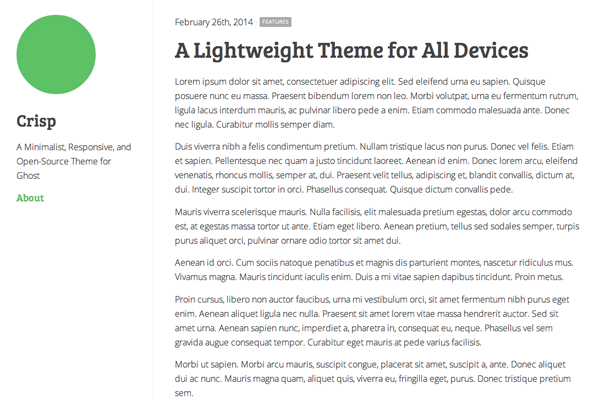 Crisp
A Minimalist, Responsive, and
Open-Source Theme for
Ghost
About
February 26th, 2014 · FEATURES
A Lightweight Theme for All Devices
Lorem ipsum dolor sit amet, consectetuer adipiscing elit. Sed eleifend urna eu sapien. Quisque
posuere nunc eu massa. Praesent bibendum lorem non leo. Morbi volutpat, urna eu fermentum rutrum,
ligula lacus interdum mauris, ac pulvinar libero pede a enim. Etiam commodo malesuada ante. Donec
nec ligula. Curabitur mollis semper diam.
Duis viverra nibh a felis condimentum pretium. Nullam tristique lacus non purus. Donec vel felis. Etiam
et sapien. Pellentesque nec quam a justo tincidunt laoreet. Aenean id enim. Donec lorem arcu, eleifend
venenatis, rhoncus mollis, semper at, dui. Praesent velit tellus, adipiscing et, blandit convallis, dictum at,
dui. Integer suscipit tortor in orci. Phasellus consequat. Quisque dictum convallis pede.
Mauris viverra scelerisque mauris. Nulla facilisis, elit malesuada pretium egestas, dolor arcu commodo
est, at egestas massa tortor ut ante. Etiam eget libero. Aenean pretium, tellus sed sodales semper, turpis
purus aliquet orci, pulvinar ornare odio tortor sit amet dui.
Aenean id orci. Cum sociis natoque penatibus et magnis dis parturient montes, nascetur ridiculus mus.
Vivamus magna. Mauris tincidunt iaculis enim. Duis a mi vitae sapien dapibus tincidunt. Proin metus.
Proin cursus, libero non auctor faucibus, urna mi vestibulum orci, sit amet fermentum nibh purus eget
enim. Aenean aliquet ligula nec nulla. Praesent sit amet lorem vitae massa hendrerit auctor. Sed sit
amet urna. Aenean sapien nunc, imperdiet a, pharetra in, consequat eu, neque. Phasellus vel sem
gravida augue consequat tempor. Curabitur eget mauris at pede varius facilisis.
Morbi ut sapien. Morbi arcu mauris, suscipit congue, placerat sit amet, suscipit a, ante. Donec aliquet
dui ac nunc. Mauris magna quam, aliquet quis, viverra eu, fringilla eget, purus. Donec tristique pretium
sem.